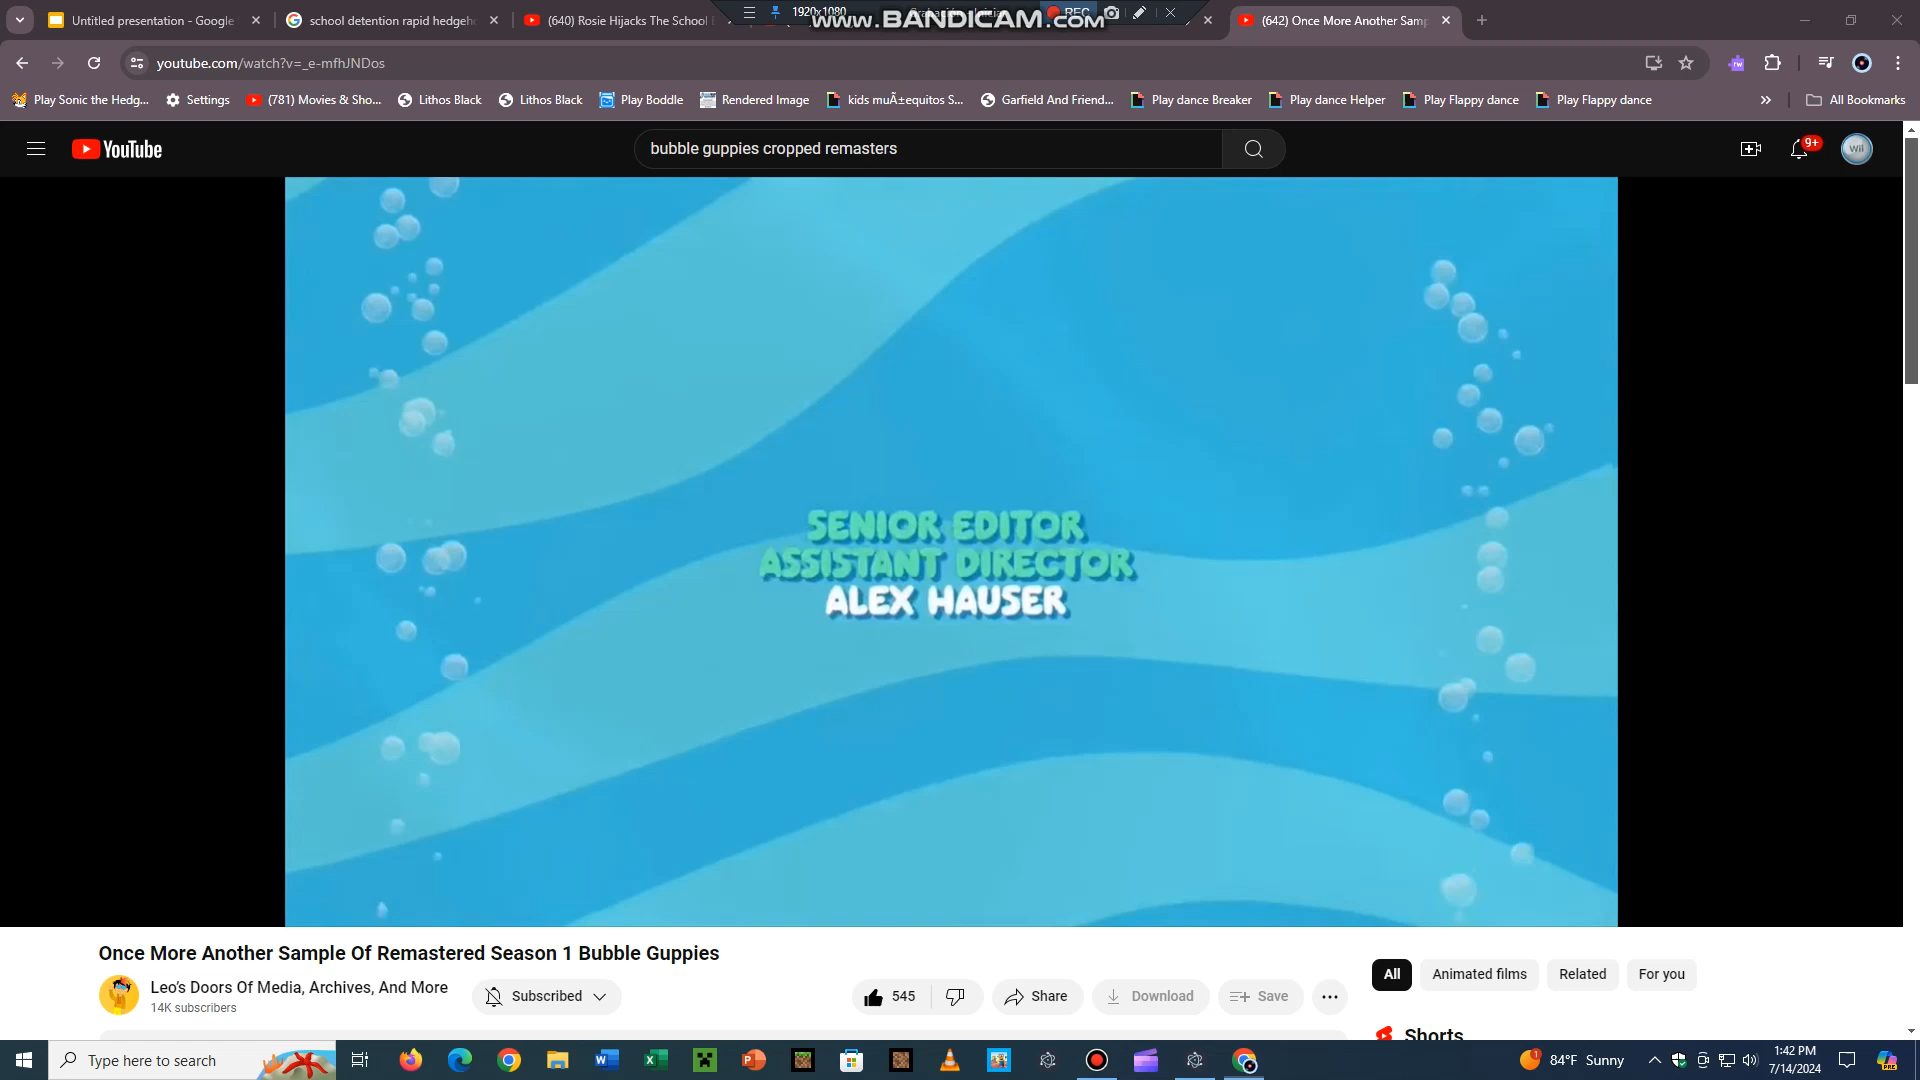 Untitled presentation - Google
school detention rapid hedgeh
(640) Rosie Hijacks The School
1920x1080
REC
www.BANDICAM.com
(642) Once More Another Samp
youtube.com/watch?v=_e-mfhJNDos
Play Sonic the Hedg...
Settings
(781) Movies & Sho...
Lithos Black
Lithos Black
Play Boddle
Rendered Image
kids muÃ±equitos S...
Garfield And Friend...
Play dance Breaker
Play dance Helper
Play Flappy dance
Play Flappy dance
All Bookmarks
YouTube
bubble guppies cropped remasters
9+
Wil
SENIOR EDITOR
ASSISTANT DIRECTOR
ALEX HAUSER
Once More Another Sample Of Remastered Season 1 Bubble Guppies
Leo's Doors Of Media, Archives, And More
14K subscribers
Subscribed
545
Share
Download
Save
All
Animated films
Related
For you
Shorts
Type here to search
84°F Sunny
1:42 PM
7/14/2024